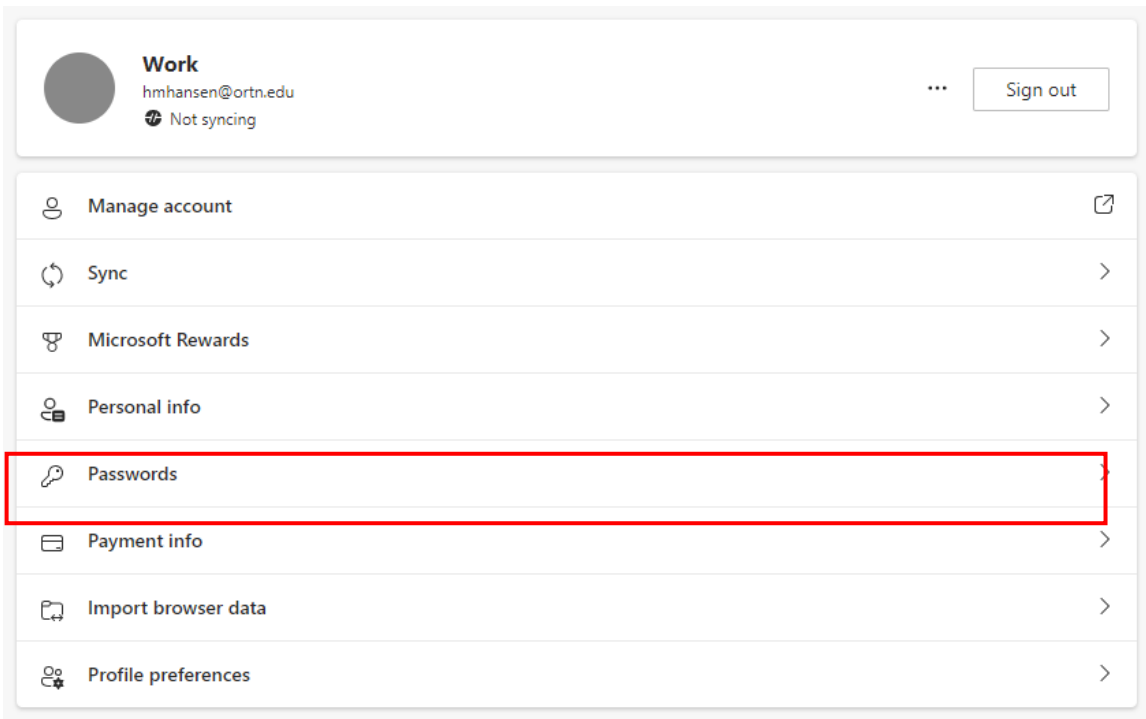 Work
hmhansen@ortn.edu
Not syncing
... Sign out
Manage account
Sync
Microsoft Rewards
Personal info
Passwords
Payment info
Import browser data
Profile preferences